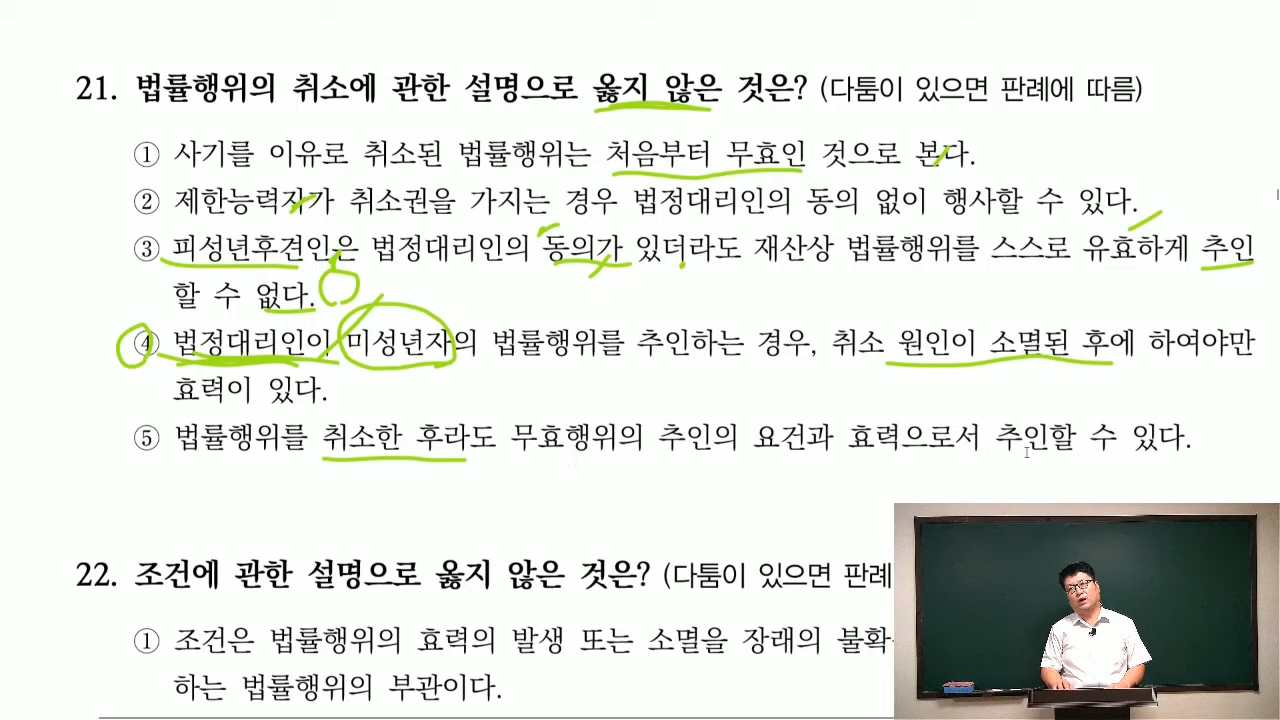 21. 법률행위의 취소에 관한 설명으로 옳지 않은 것은? (다툼이 있으면 판례에 따름)
① 사기를 이유로 취소된 법률행위는 처음부터 무효인 것으로 본다.
② 제한능력자가 취소권을 가지는 경우 법정대리인의 동의 없이 행사할 수 있다.
③ 피성년후견인은 법정대리인의 동의가 있더라도 재산상 법률행위를 스스로 유효하게 추인
할 수 없다.
④ 법정대리인이 미성년자의 법률행위를 추인하는 경우, 취소 원인이 소멸된 후에 하여야만
효력이 있다.
⑤ 법률행위를 취소한 후라도 무효행위의 추인의 요건과 효력으로서 추인할 수 있다.
22. 조건에 관한 설명으로 옳지 않은 것은? (다툼이 있으면 판례
① 조건은 법률행위의 효력의 발생 또는 소멸을 장래의 불확
하는 법률행위의 부관이다.